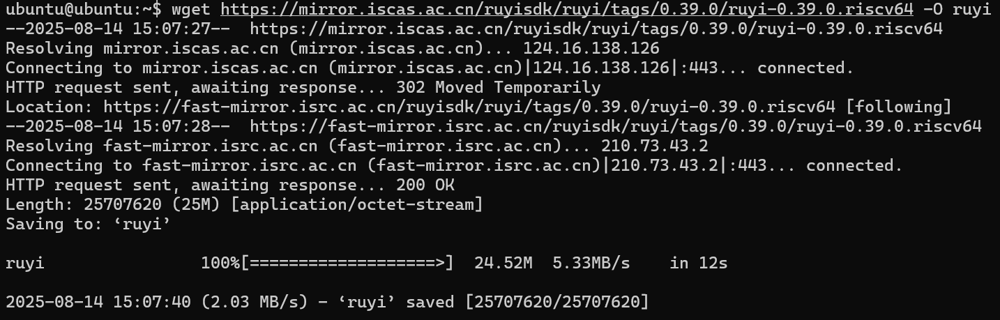 ubuntu@ubuntu:~$ wget https://mirror.iscas.ac.cn/ruyisdk/ruyi/tags/0.39.0/ruyi-0.39.0.riscv64 -O ruyi
--2025-08-14 15:07:27--  https://mirror.iscas.ac.cn/ruyisdk/ruyi/tags/0.39.0/ruyi-0.39.0.riscv64
Resolving mirror.iscas.ac.cn (mirror.iscas.ac.cn)... 124.16.138.126
Connecting to mirror.iscas.ac.cn (mirror.iscas.ac.cn)|124.16.138.126|:443... connected.
HTTP request sent, awaiting response... 302 Moved Temporarily
Location: https://fast-mirror.isrc.ac.cn/ruyisdk/ruyi/tags/0.39.0/ruyi-0.39.0.riscv64 [following]
--2025-08-14 15:07:28--  https://fast-mirror.isrc.ac.cn/ruyisdk/ruyi/tags/0.39.0/ruyi-0.39.0.riscv64
Resolving fast-mirror.isrc.ac.cn (fast-mirror.isrc.ac.cn)... 210.73.43.2
Connecting to fast-mirror.isrc.ac.cn (fast-mirror.isrc.ac.cn)|210.73.43.2|:443... connected.
HTTP request sent, awaiting response... 200 OK
Length: 25707620 (25M) [application/octet-stream]
Saving to: ‘ruyi’
ruyi                100%[===================>]  24.52M  5.33MB/s    in 12s
2025-08-14 15:07:40 (2.03 MB/s) - ‘ruyi’ saved [25707620/25707620]